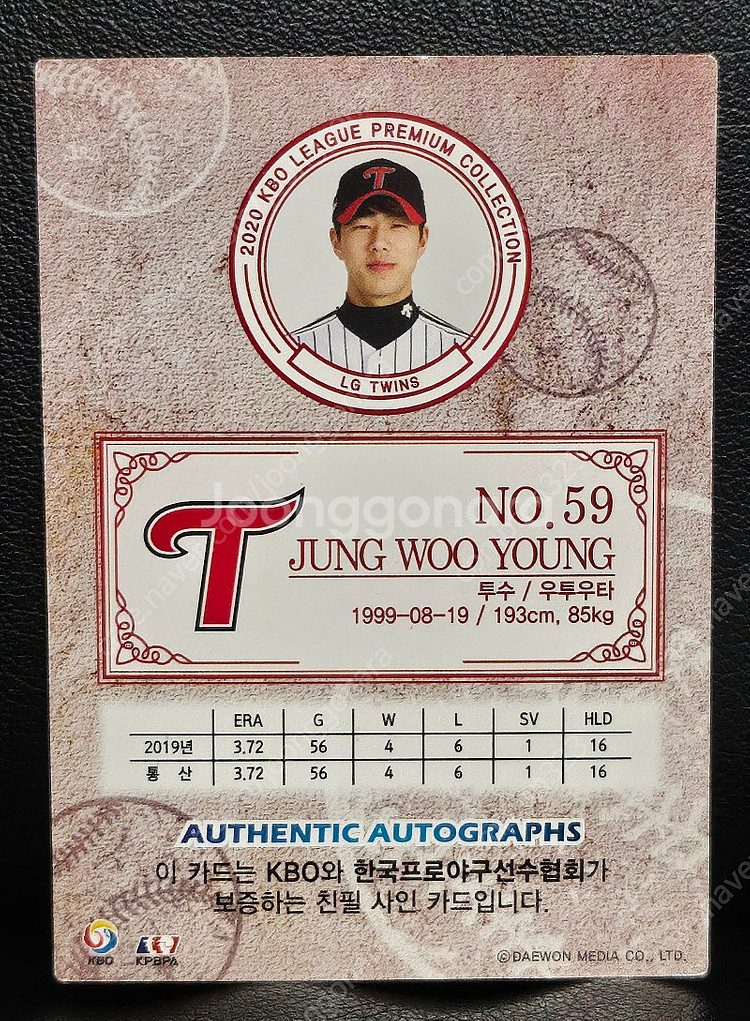 2020 KBO LEAGUE PREMIUM COLLECTION
LG TWINS
NO.59
JUNG WOO YOUNG
투수 / 우투우타
1999-08-19 / 193cm, 85kg
ERA G W L SV HLD
2019년 3.72 56 4 6 1 16
통 산 3.72 56 4 6 1 16
AUTHENTIC AUTOGRAPHS
이 카드는 KBO와 한국프로야구선수협회가
보증하는 친필 사인 카드입니다.
KBO KPBPA
©DAEWON MEDIA CO., LTD.